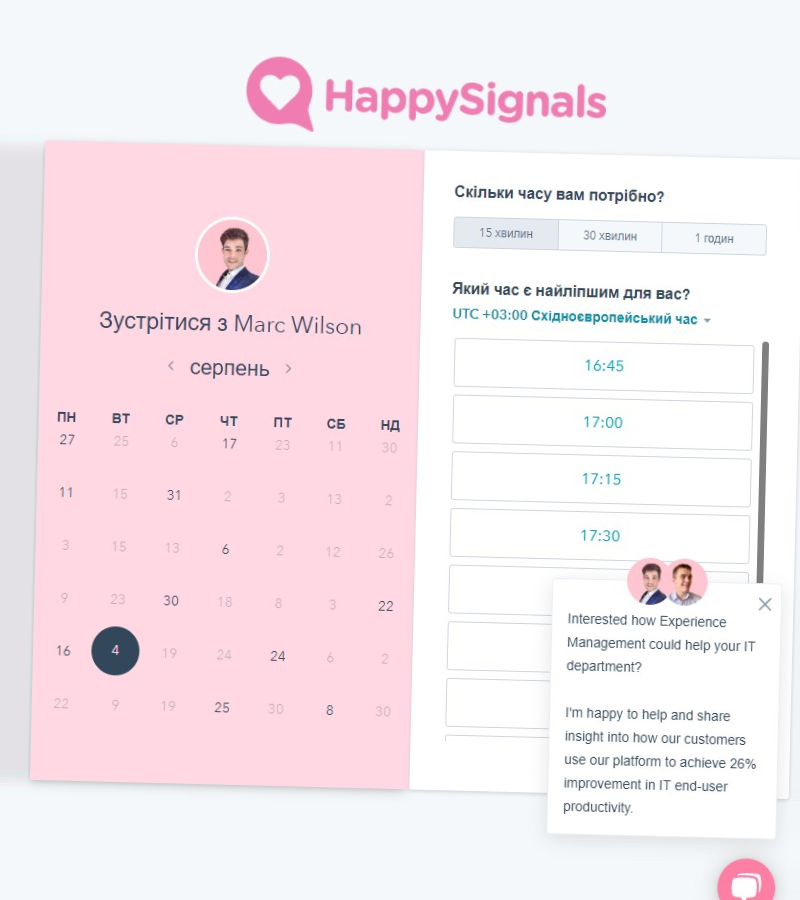 HappySignals
Зустрітися з Marc Wilson
серпень
ПН ВТ СР ЧТ ПТ СБ НД
27 25 6 17 23 11 30
11 15 31 2 3 13 2
3 15 13 6 2 12 26
9 23 30 18 8 3 22
16 4 19 24 24 6 2
22 9 19 25 30 8 30
Скільки часу вам потрібно?
15 хвилин 30 хвилин 1 годин
Який час є найліпшим для вас?
UTC +03:00 Східноєвропейський час
16:45
17:00
17:15
17:30
Interested how Experience
Management could help your IT
department?
I'm happy to help and share
insight into how our customers
use our platform to achieve 26%
improvement in IT end-user
productivity.